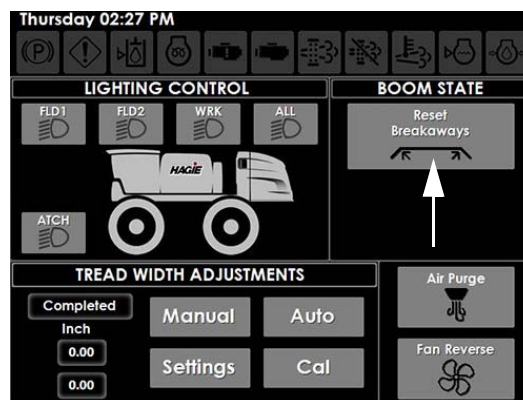 Thursday 02:27 PM
(P)
LIGHTING CONTROL
BOOM STATE
FLD1
FLD2
WRK
ALL
Reset
Breakaways
HAGIE
ATCH
TREAD WIDTH ADJUSTMENTS
Completed
Inch
0.00
0.00
Manual
Auto
Settings
Cal
Air Purge
Fan Reverse